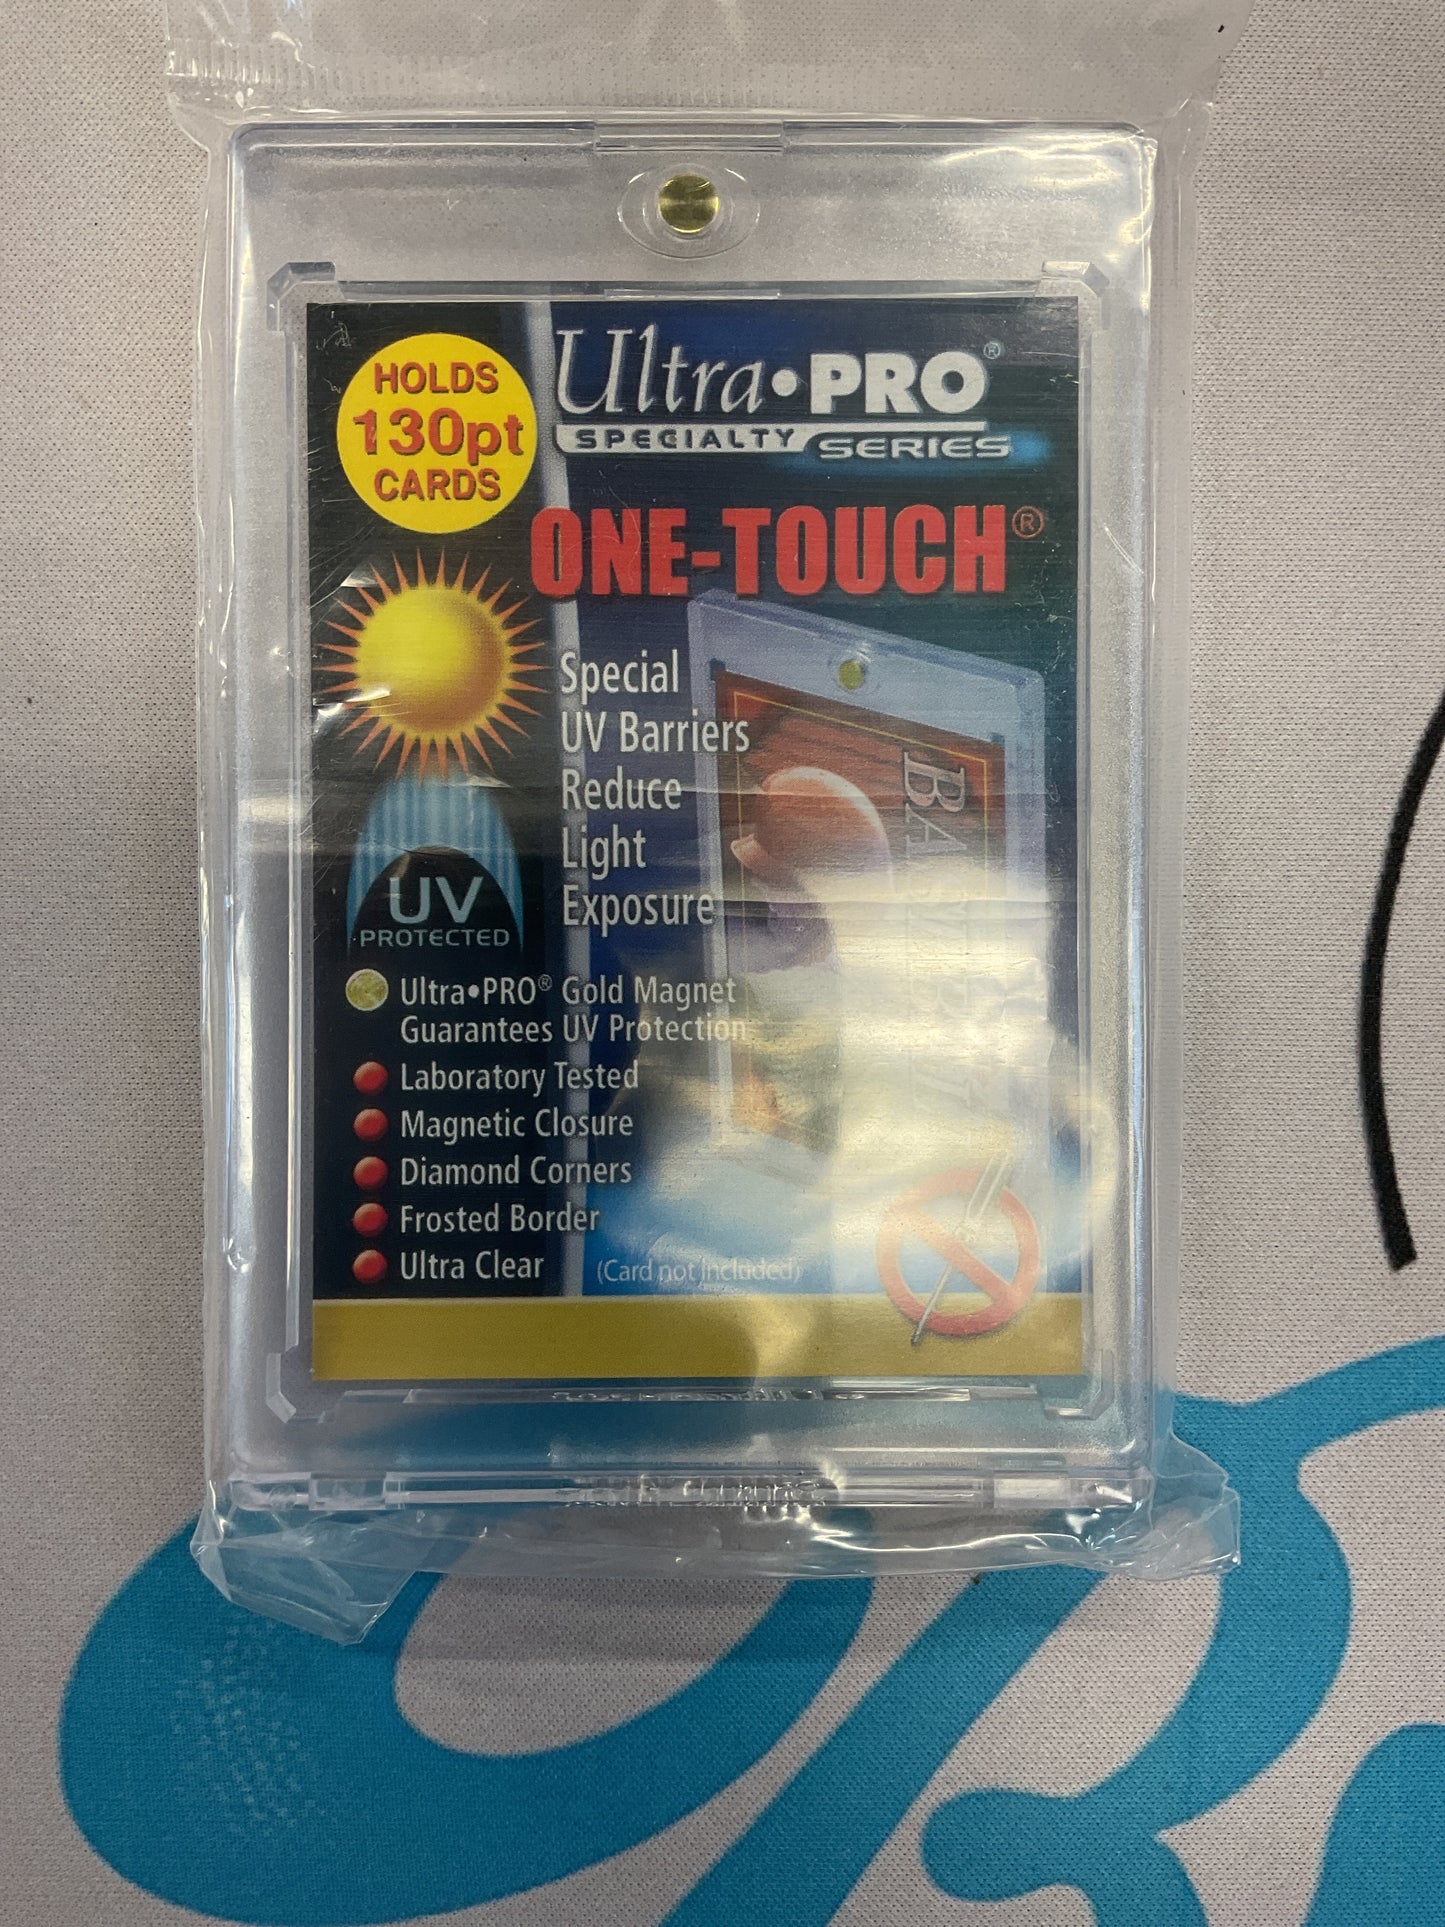 HOLDS
130pt
CARDS
Ultra•PRO®
SPECIALTY SERIES
ONE-TOUCH®
Special
UV Barriers
Reduce
Light
Exposure
UV
PROTECTED
Ultra•PRO® Gold Magnet
Guarantees UV Protection
Laboratory Tested
Magnetic Closure
Diamond Corners
Frosted Border
Ultra Clear
(Card not included)